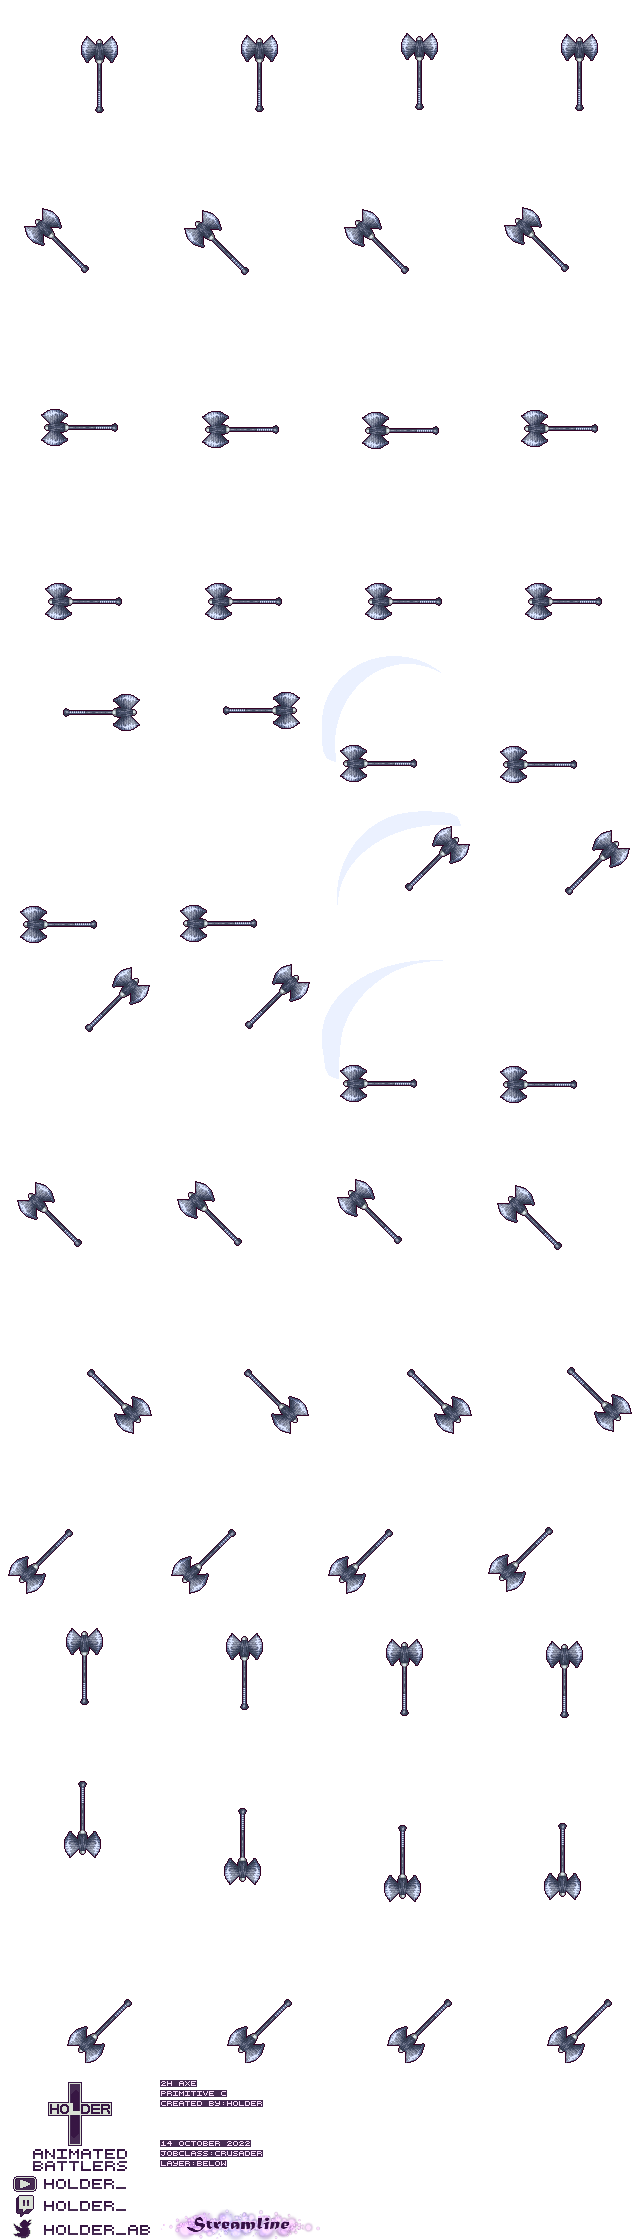 HOLDER
ANIMATED
BATTLERS
HOLDER_
HOLDER_
HOLDER_AB
2H AXE
PRIMITIVE C
CREATED BY:HOLDER
14 OCTOBER 2022
JOBCLASS:CRUSADER
LAYER:BELOW
Streamline